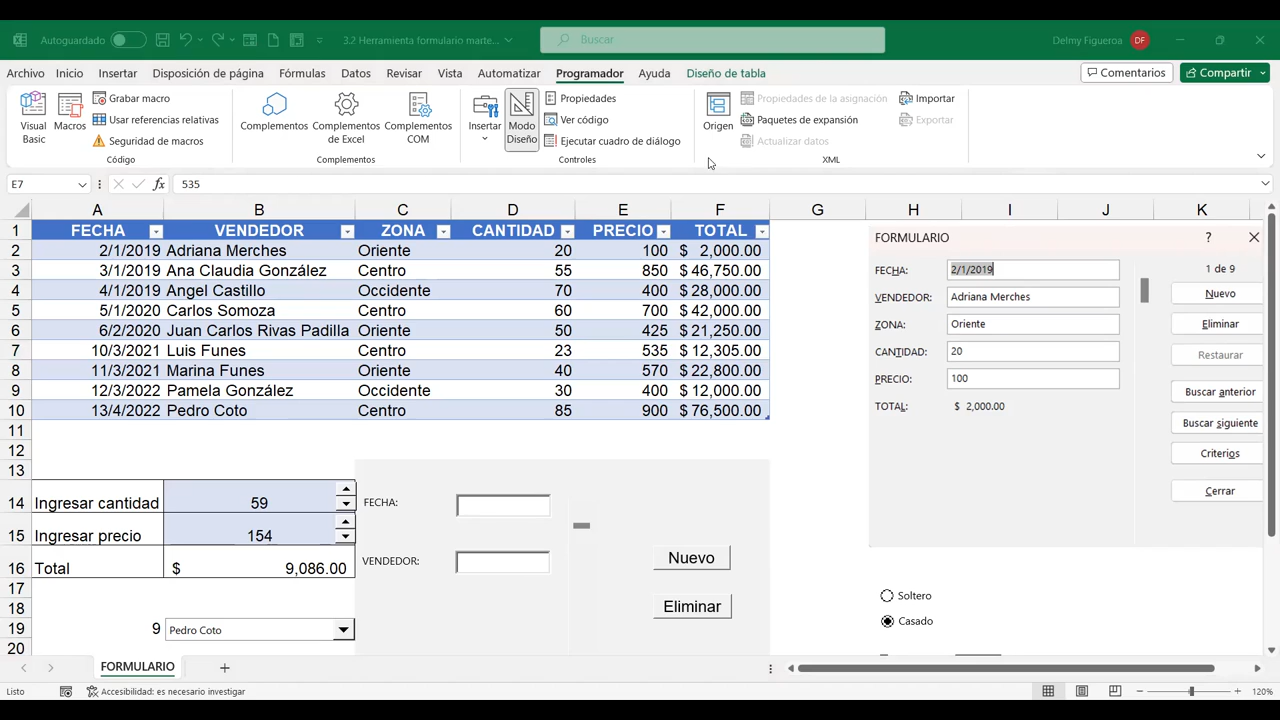 Autoguardado 3.2 Herramienta formulario marte... Buscar Delmy Figueroa DF
Archivo Inicio Insertar Disposición de página Fórmulas Datos Revisar Vista Automatizar Programador Ayuda Diseño de tabla Comentarios Compartir
Visual Basic
Macros
Grabar macro
Usar referencias relativas
Seguridad de macros
Código
Complementos
Complementos de Excel
Complementos COM
Complementos
Insertar
Modo Diseño
Propiedades
Ver código
Ejecutar cuadro de diálogo
Controles
Origen
Propiedades de la asignación
Paquetes de expansión
Actualizar datos
Importar
Exportar
XML
E7 fx 535
A B C D E F G H I J K
1 FECHA VENDEDOR ZONA CANTIDAD PRECIO TOTAL
2 2/1/2019 Adriana Merches Oriente 20 100 $ 2,000.00
3 3/1/2019 Ana Claudia González Centro 55 850 $ 46,750.00
4 4/1/2019 Angel Castillo Occidente 70 400 $ 28,000.00
5 5/1/2020 Carlos Somoza Centro 60 700 $ 42,000.00
6 6/2/2020 Juan Carlos Rivas Padilla Oriente 50 425 $ 21,250.00
7 10/3/2021 Luis Funes Centro 23 535 $ 12,305.00
8 11/3/2021 Marina Funes Oriente 40 570 $ 22,800.00
9 12/3/2022 Pamela González Occidente 30 400 $ 12,000.00
10 13/4/2022 Pedro Coto Centro 85 900 $ 76,500.00
11
12
13
14 Ingresar cantidad 59
15 Ingresar precio 154
16 Total $ 9,086.00
17
18
19 9 Pedro Coto
20
FECHA:
VENDEDOR:
Nuevo
Eliminar
FORMULARIO ?
FECHA: 2/1/2019
VENDEDOR: Adriana Merches
ZONA: Oriente
CANTIDAD: 20
PRECIO: 100
TOTAL: $ 2,000.00
1 de 9
Nuevo
Eliminar
Restaurar
Buscar anterior
Buscar siguiente
Criterios
Cerrar
Soltero
Casado
FORMULARIO
Listo Accesibilidad: es necesario investigar 120%